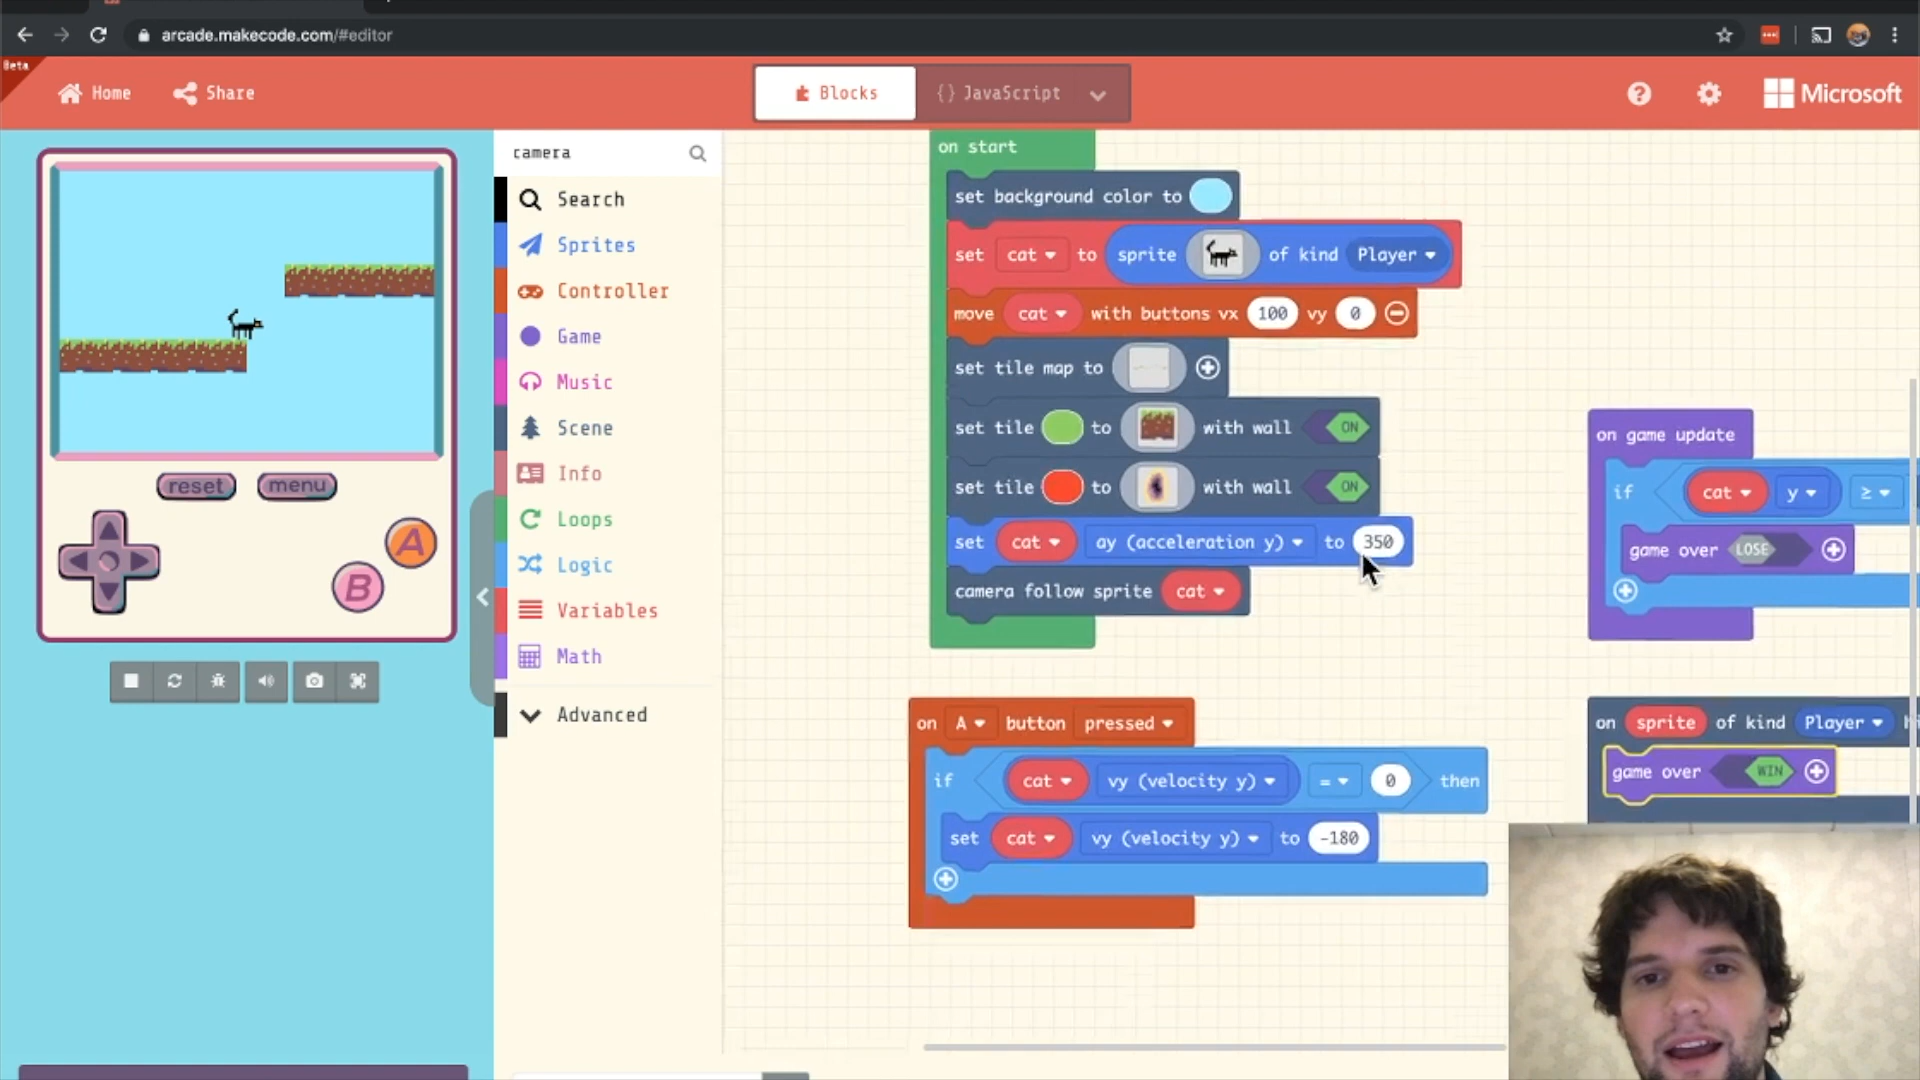 arcade.makecode.com/#editor
Beta
Home
Share
Blocks
{} JavaScript
Microsoft
reset
menu
A
B
camera
Search
Sprites
Controller
Game
Music
Scene
Info
Loops
Logic
Variables
Math
Advanced
on start
set background color to
set cat to sprite of kind Player
move cat with buttons vx 100 vy 0
set tile map to
set tile to with wall ON
set tile to with wall ON
set cat ay (acceleration y) to 350
camera follow sprite cat
on A button pressed
if cat vy (velocity y) = 0 then
set cat vy (velocity y) to -180
on game update
if cat y ≥
game over LOSE
on sprite of kind Player
game over WIN